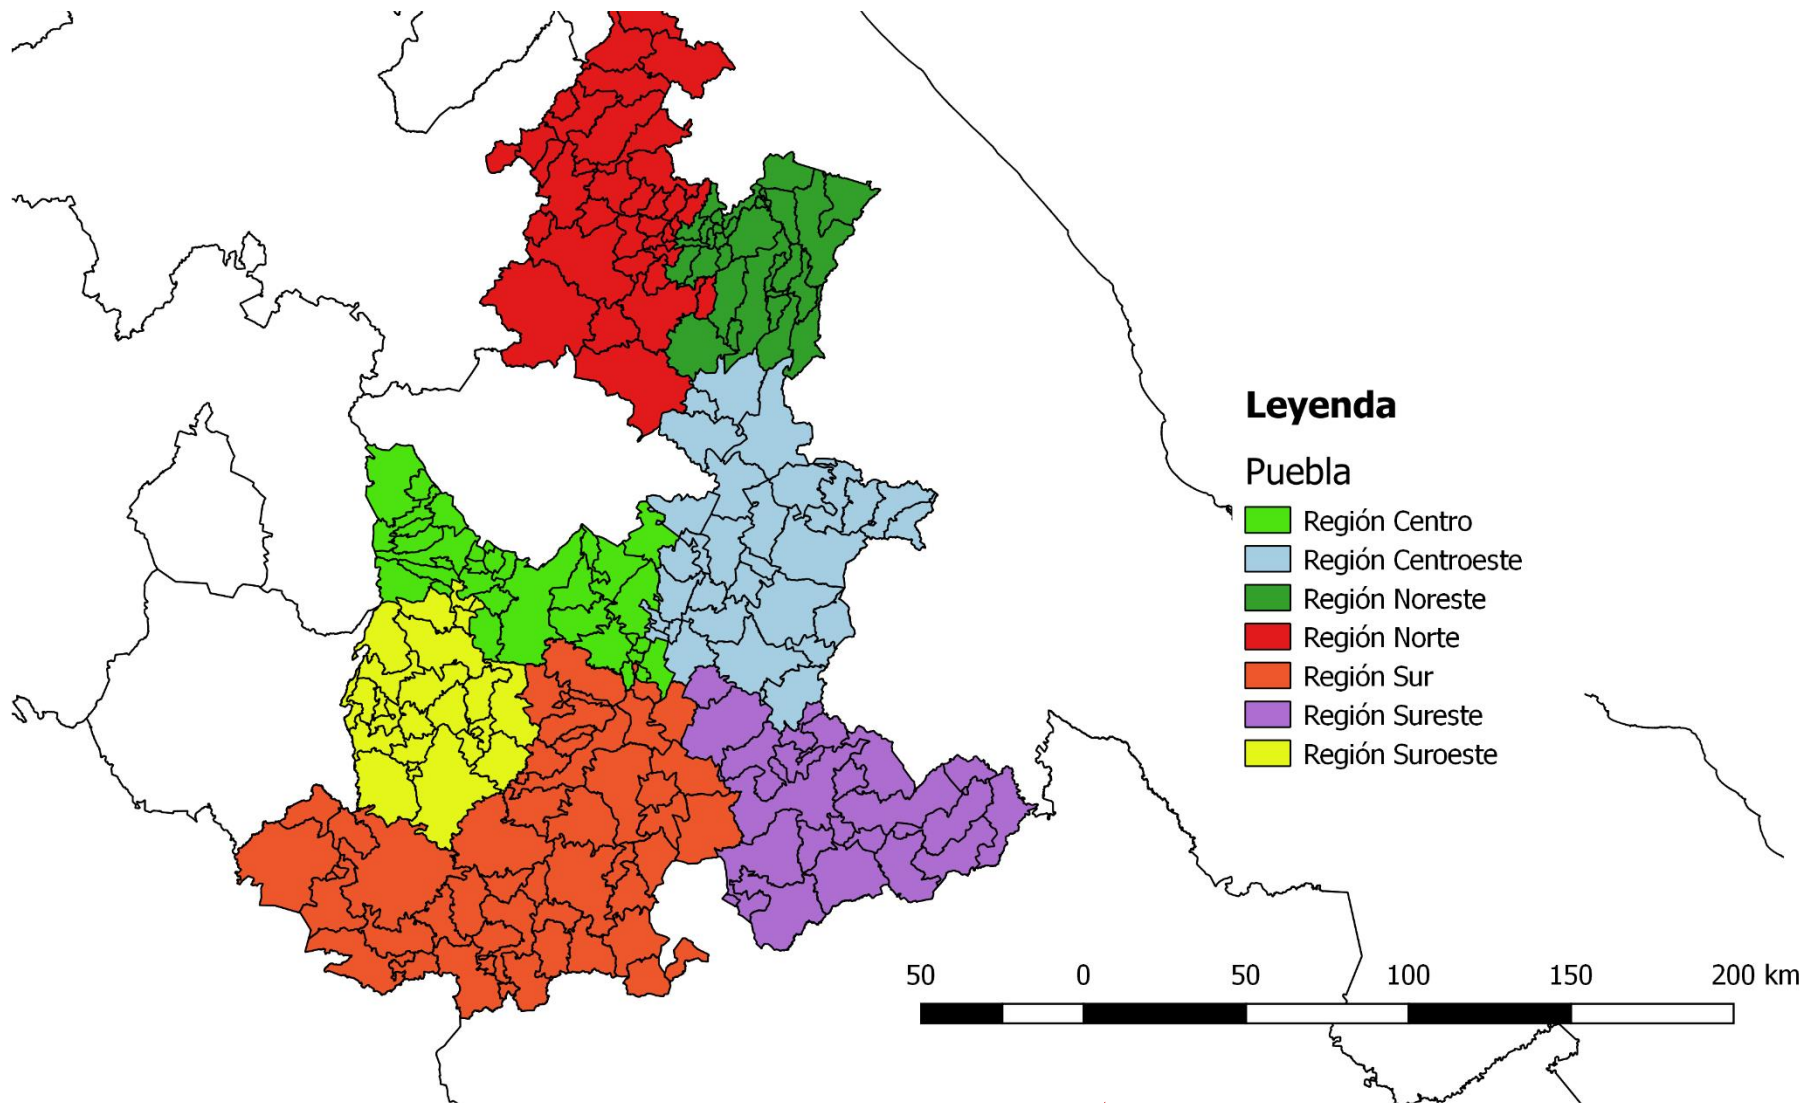 Leyenda
Puebla
Región Centro
Región Centroeste
Región Noreste
Región Norte
Región Sur
Región Sureste
Región Suroeste
50 0 50 100 150 200 km